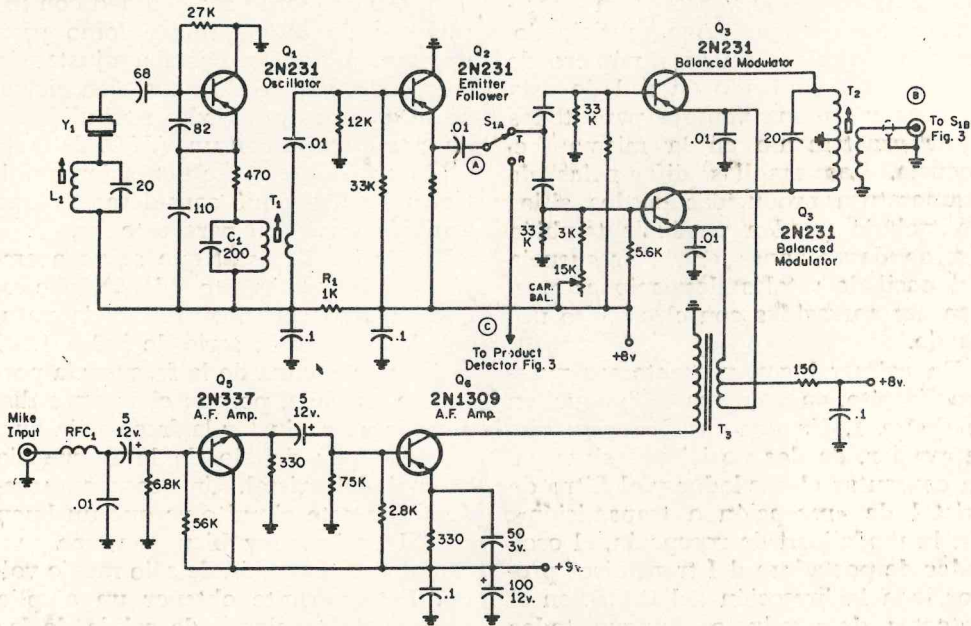 27K
Q1
2N231
Oscillator
68
Y1
82
L1
20
110
470
C1
200
T1
.01
12K
33K
R1
1K
.1
.1
Q2
2N231
Emitter
Follower
.01
S1A
T
R
A
C
To Product
Detector Fig. 3
Q3
2N231
Balanced Modulator
33
K
.01
20
T2
B
To S1B
Fig. 3
33
K
3K
15K
CAR.
BAL.
5.6K
.01
Q3
2N231
Balanced
Modulator
+8v
T3
150
+8v.
.1
Mike
Input
RFC1
5
12v.
+
.01
6.8K
56K
Q5
2N337
A.F. Amp.
5
12v.
+
330
75K
Q6
2N1309
A.F. Amp.
2.8K
330
50
3v.
+9v.
.1
+
100
12v.